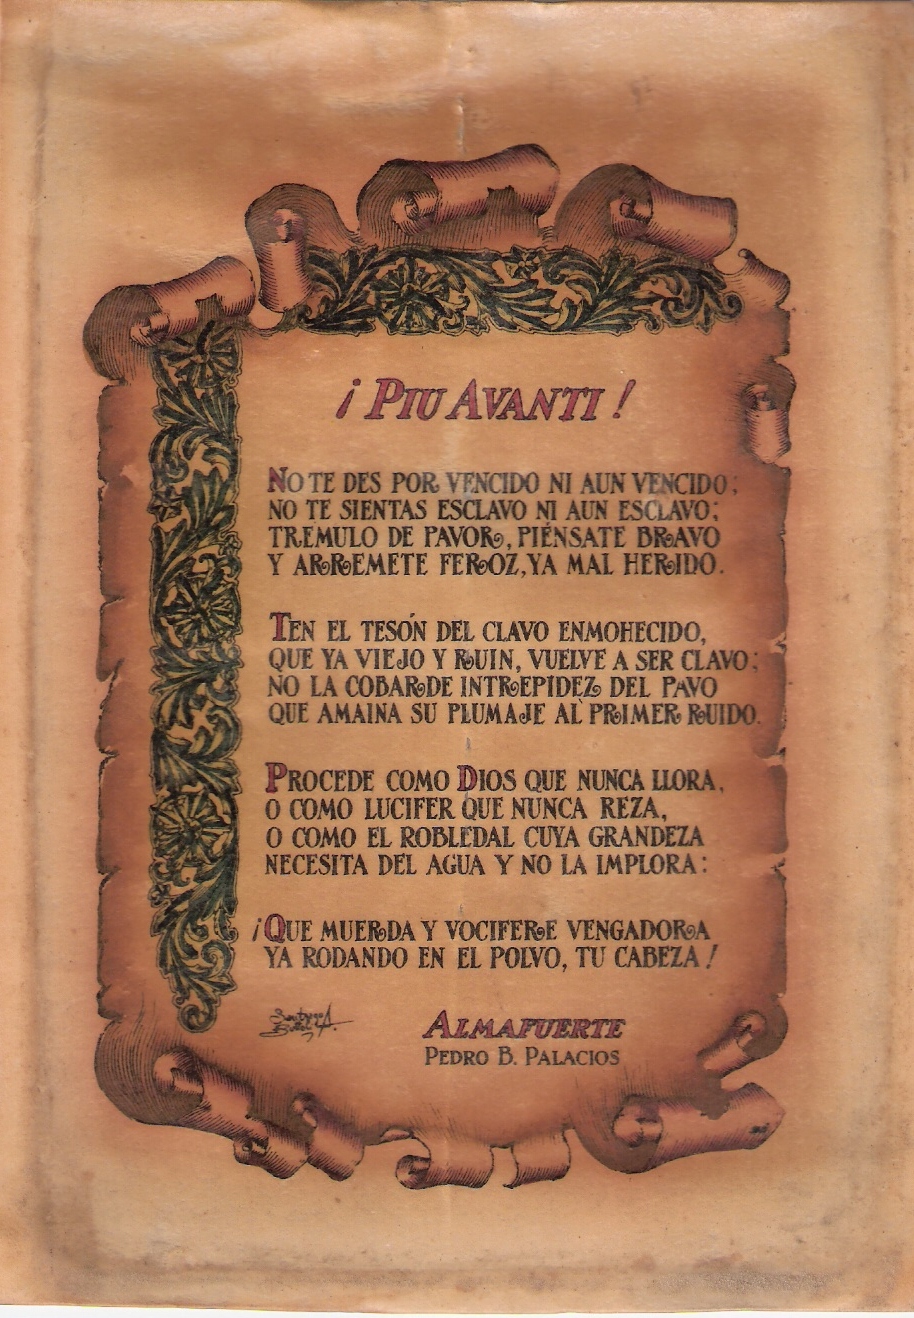 ¡PIU AVANTI!
NO TE DES POR VENCIDO NI AUN VENCIDO;
NO TE SIENTAS ESCLAVO NI AUN ESCLAVO;
TREMULO DE PAVOR, PIÉNSATE BRAVO
Y ARREMETE FEROZ, YA MAL HERIDO.
TEN EL TESÓN DEL CLAVO ENMOHECIDO,
QUE YA VIEJO Y RUIN, VUELVE A SER CLAVO;
NO LA COBARDE INTREPIDEZ DEL PAVO
QUE AMAINA SU PLUMAJE AL PRIMER RUIDO.
PROCEDE COMO DIOS QUE NUNCA LLORA,
O COMO LUCIFER QUE NUNCA REZA,
O COMO EL ROBLEDAL CUYA GRANDEZA
NECESITA DEL AGUA Y NO LA IMPLORA:
¡QUE MUERDA Y VOCIFERE VENGADORA
YA RODANDO EN EL POLVO, TU CABEZA!
ALMAFUERTE
PEDRO B. PALACIOS